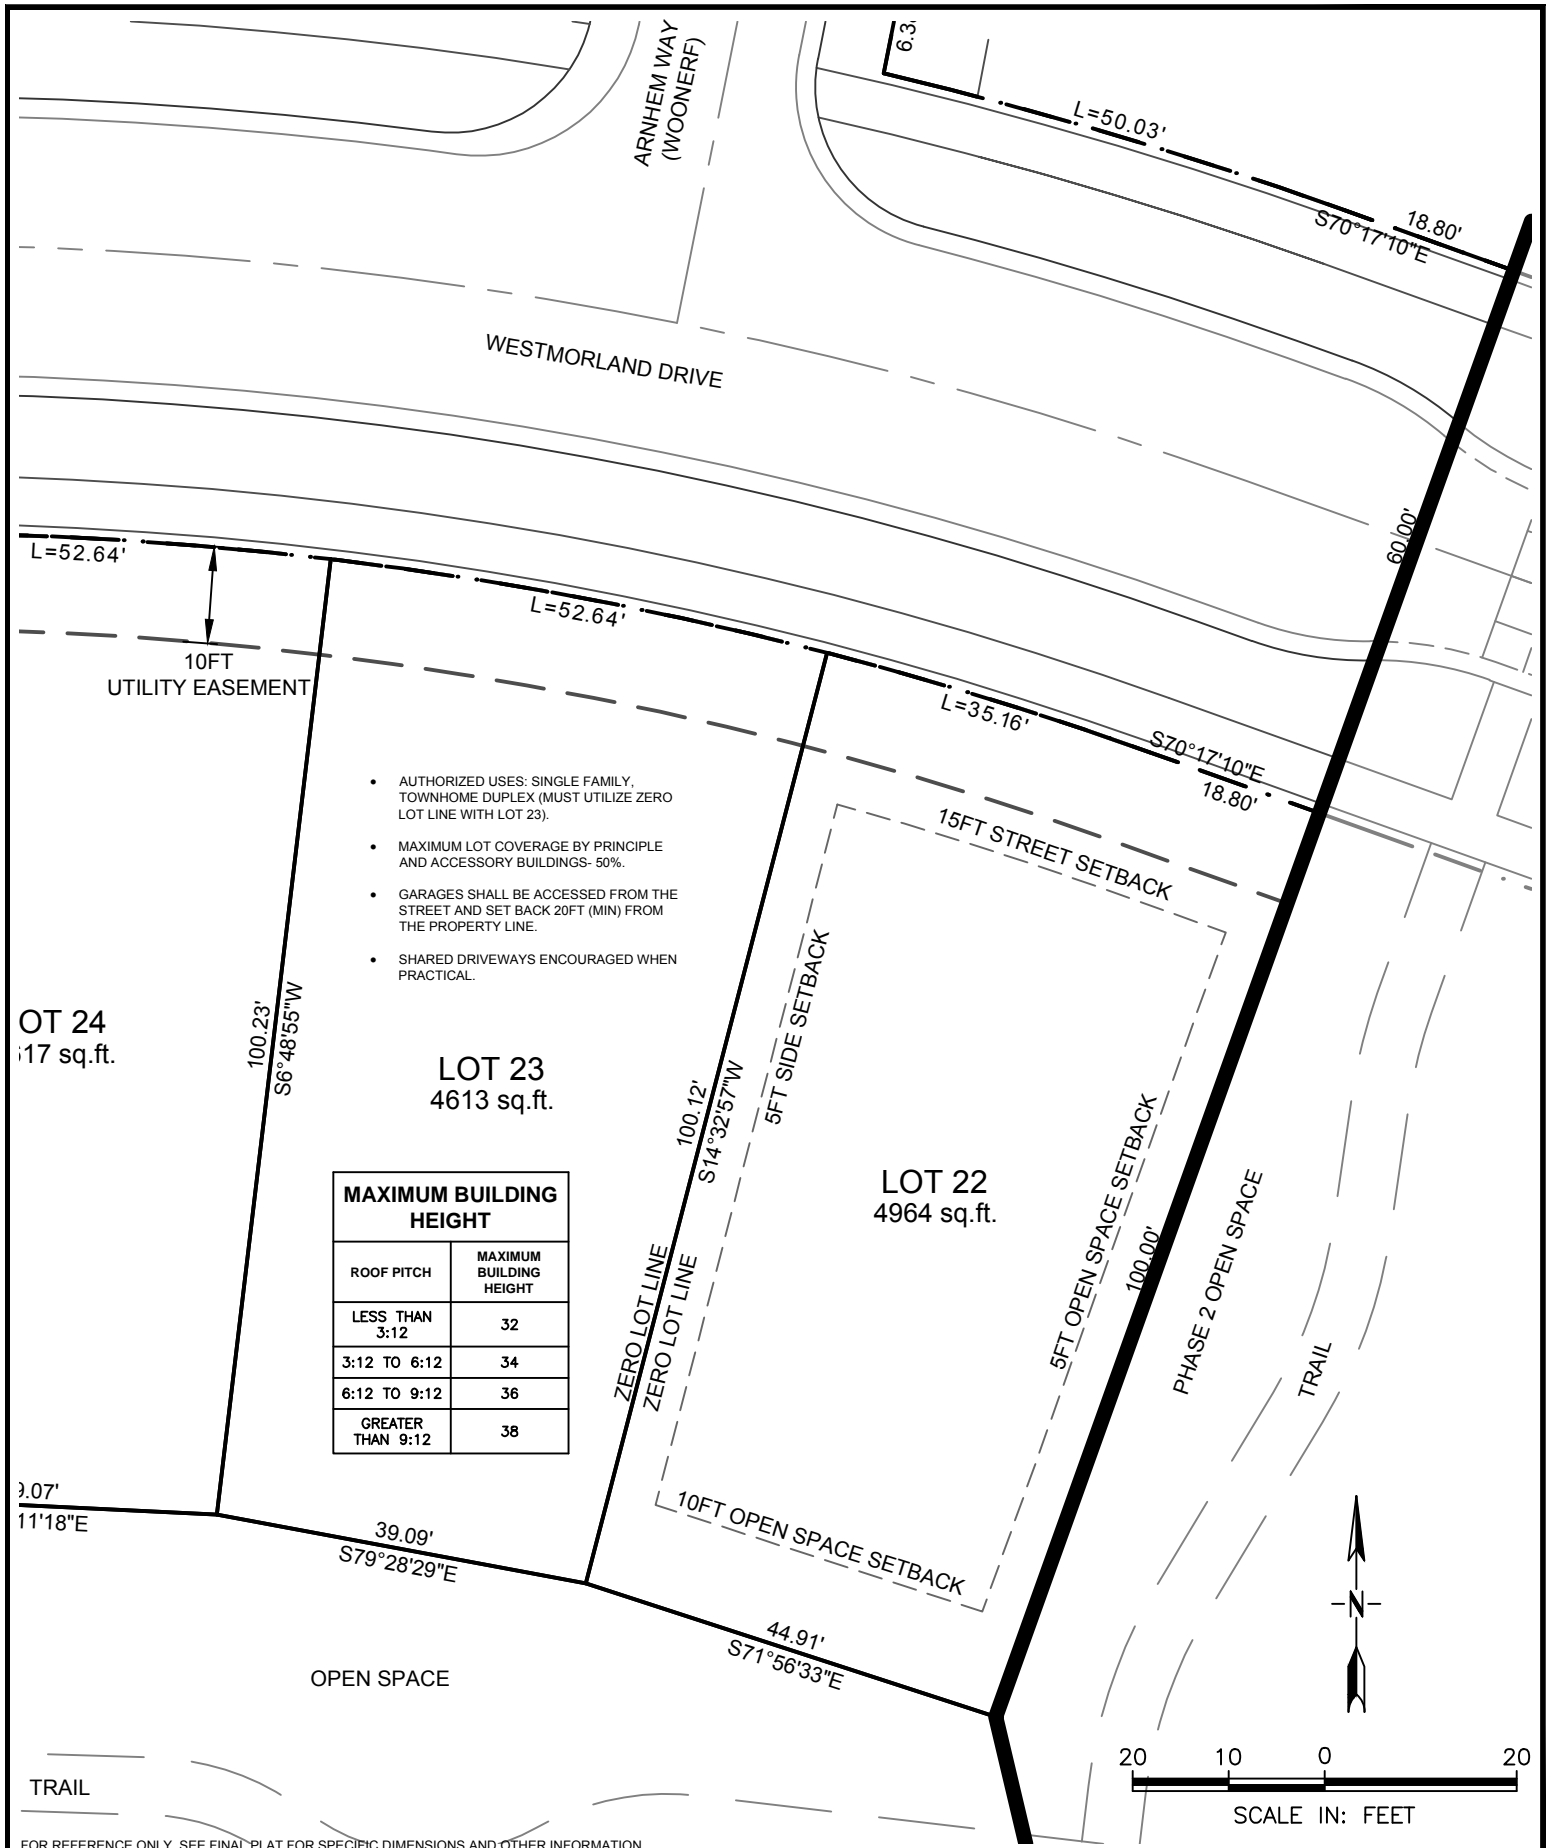 ARNHEM WAY
(WOONERF)
6.3
L=50.03'
18.80'
S70°17'10"E
WESTMORLAND DRIVE
60.00'
L=52.64'
L=52.64'
10FT
UTILITY EASEMENT
L=35.16'
S70°17'10"E
18.80'
• AUTHORIZED USES: SINGLE FAMILY,
TOWNHOME DUPLEX (MUST UTILIZE ZERO
LOT LINE WITH LOT 23).
• MAXIMUM LOT COVERAGE BY PRINCIPLE
AND ACCESSORY BUILDINGS- 50%.
• GARAGES SHALL BE ACCESSED FROM THE
STREET AND SET BACK 20FT (MIN) FROM
THE PROPERTY LINE.
• SHARED DRIVEWAYS ENCOURAGED WHEN
PRACTICAL.
15FT STREET SETBACK
5FT SIDE SETBACK
OT 24
17 sq.ft.
100.23'
S6°48'55"W
LOT 23
4613 sq.ft.
100.12'
S14°32'57"W
LOT 22
4964 sq.ft.
5FT OPEN SPACE SETBACK
100.00'
PHASE 2 OPEN SPACE
TRAIL
MAXIMUM BUILDING
HEIGHT
ROOF PITCH
MAXIMUM
BUILDING
HEIGHT
LESS THAN
3:12
32
3:12 TO 6:12
34
6:12 TO 9:12
36
GREATER
THAN 9:12
38
ZERO LOT LINE
ZERO LOT LINE
10FT OPEN SPACE SETBACK
9.07'
11'18"E
39.09'
S79°28'29"E
44.91'
S71°56'33"E
OPEN SPACE
TRAIL
N
20 10 0 20
SCALE IN: FEET
FOR REFERENCE ONLY. SEE FINAL PLAT FOR SPECIFIC DIMENSIONS AND OTHER INFORMATION